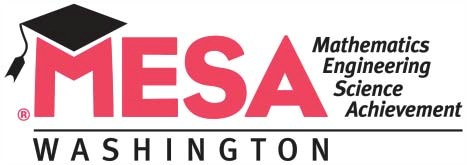 ®MESA
Mathematics
Engineering
Science
Achievement
WASHINGTON